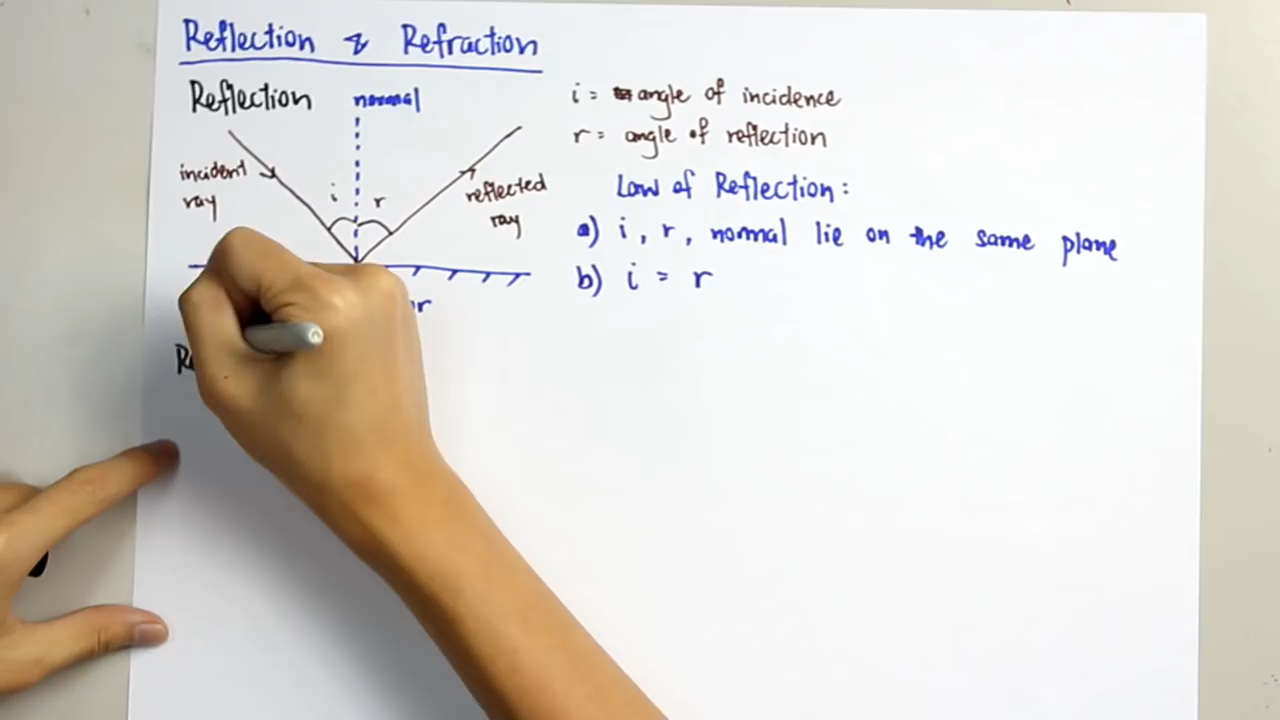 Reflection & Refraction
Reflection
normal
i = angle of incidence
r = angle of reflection
incident
ray
i
r
reflected
ray
Law of Reflection:
a) i, r, normal lie on the same plane
b) i = r